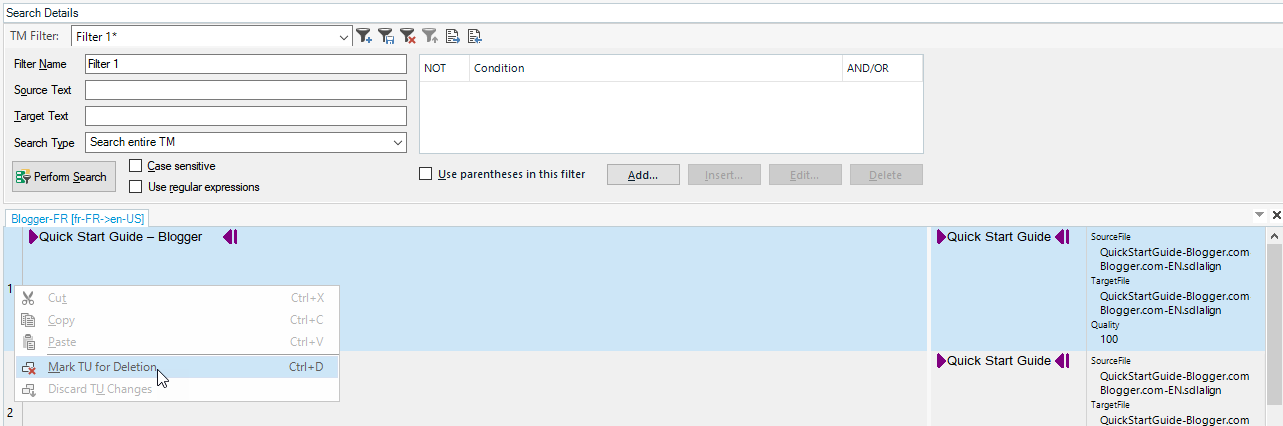 Search Details
TM Filter: Filter 1*
Filter Name Filter 1
Source Text
Target Text
Search Type Search entire TM
Perform Search
Case sensitive
Use regular expressions
NOT Condition AND/OR
Use parentheses in this filter Add... Insert... Edit... Delete
Blogger-FR [fr-FR->en-US]
1
Quick Start Guide – Blogger
Quick Start Guide
SourceFile
QuickStartGuide-Blogger.com
Blogger.com-EN.sdlalign
TargetFile
QuickStartGuide-Blogger.com
Blogger.com-EN.sdlalign
Quality
100
Cut Ctrl+X
Copy Ctrl+C
Paste Ctrl+V
Mark TU for Deletion Ctrl+D
Discard TU Changes
2
Quick Start Guide
SourceFile
QuickStartGuide-Blogger.com
Blogger.com-EN.sdlalign
TargetFile
QuickStartGuide-Blogger.com